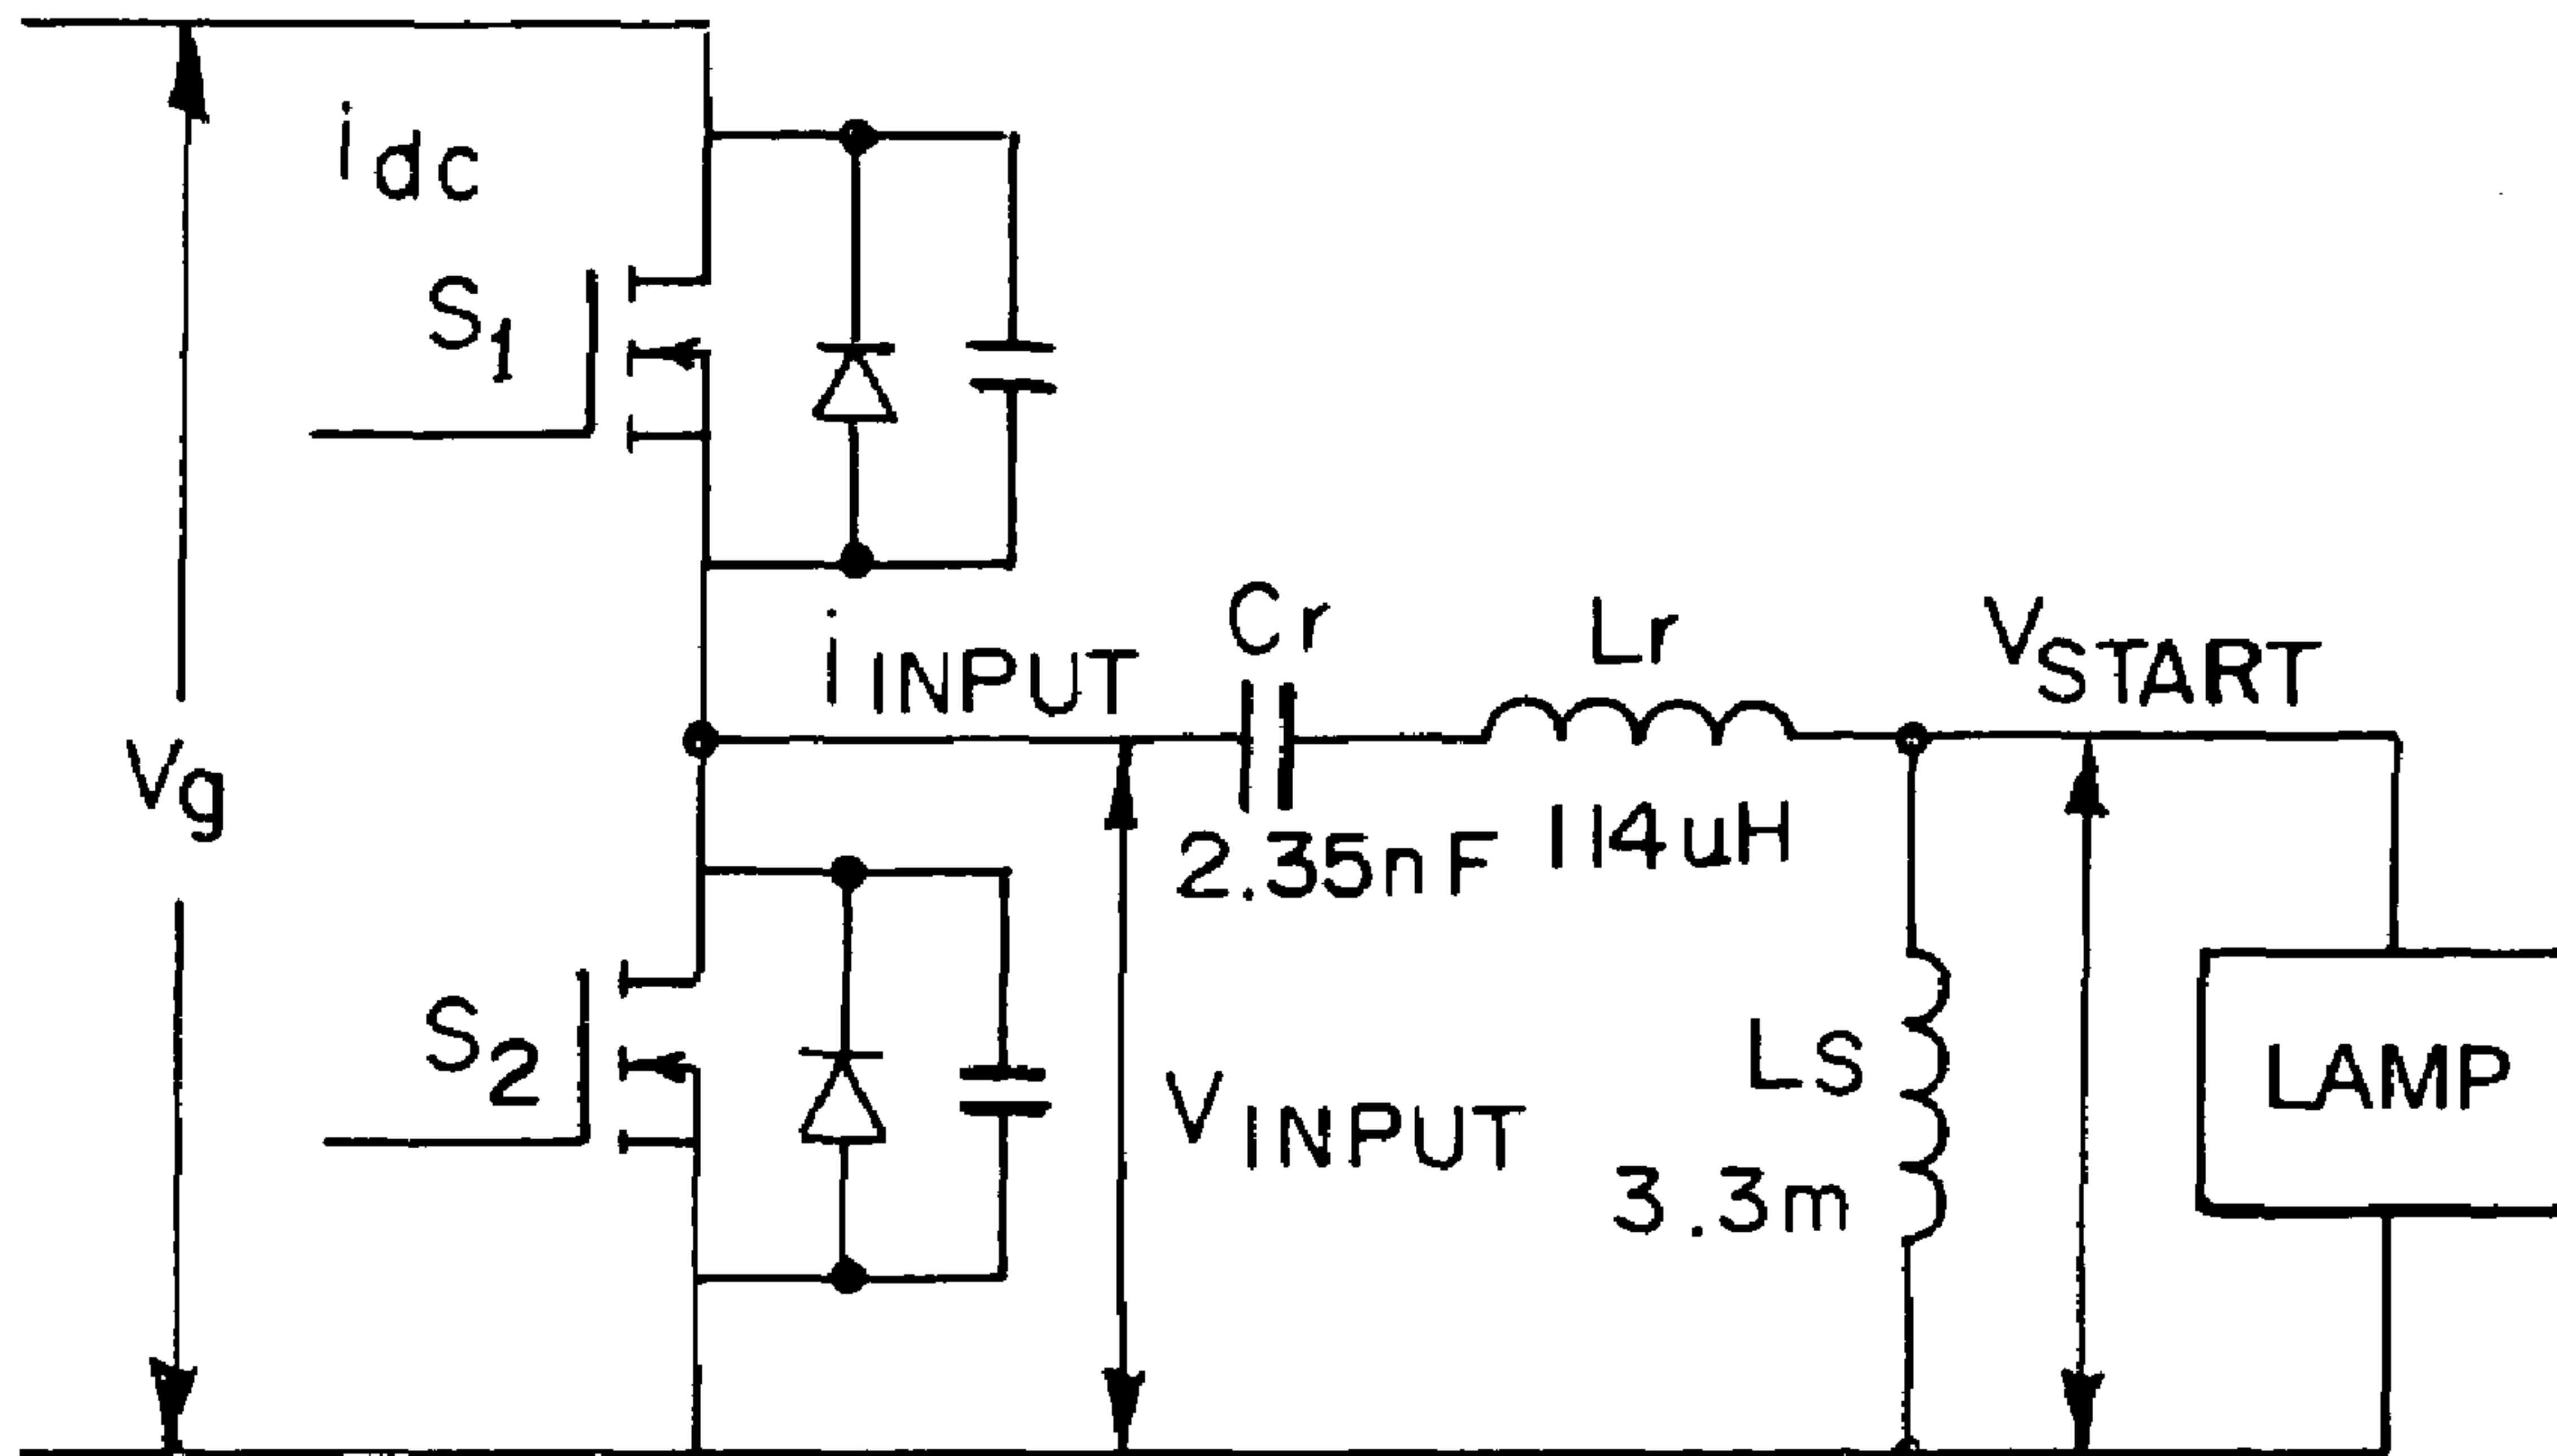 idc
S1
iINPUT
Cr
Lr
VSTART
Vg
2.35nF
114uH
S2
VINPUT
LS
3.3m
LAMP